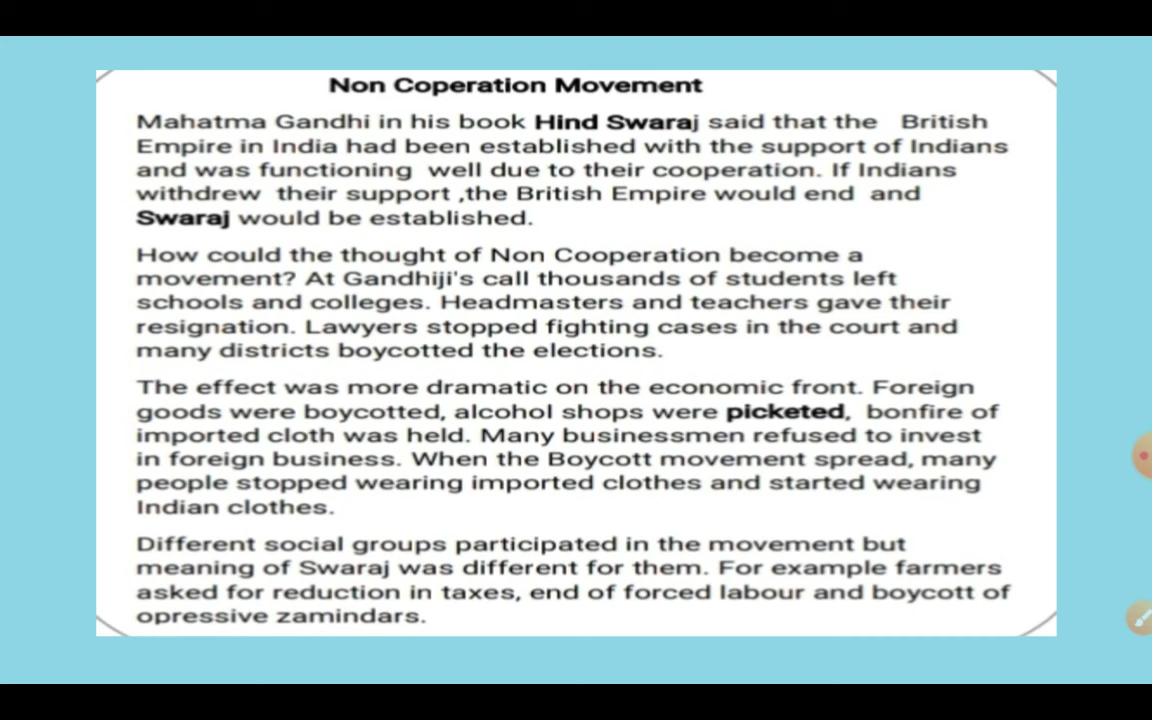 Non Coperation Movement
Mahatma Gandhi in his book Hind Swaraj said that the British
Empire in India had been established with the support of Indians
and was functioning well due to their cooperation. If Indians
withdrew their support ,the British Empire would end and
Swaraj would be established.
How could the thought of Non Cooperation become a
movement? At Gandhiji's call thousands of students left
schools and colleges. Headmasters and teachers gave their
resignation. Lawyers stopped fighting cases in the court and
many districts boycotted the elections.
The effect was more dramatic on the economic front. Foreign
goods were boycotted, alcohol shops were picketed, bonfire of
imported cloth was held. Many businessmen refused to invest
in foreign business. When the Boycott movement spread, many
people stopped wearing imported clothes and started wearing
Indian clothes.
Different social groups participated in the movement but
meaning of Swaraj was different for them. For example farmers
asked for reduction in taxes, end of forced labour and boycott of
opressive zamindars.